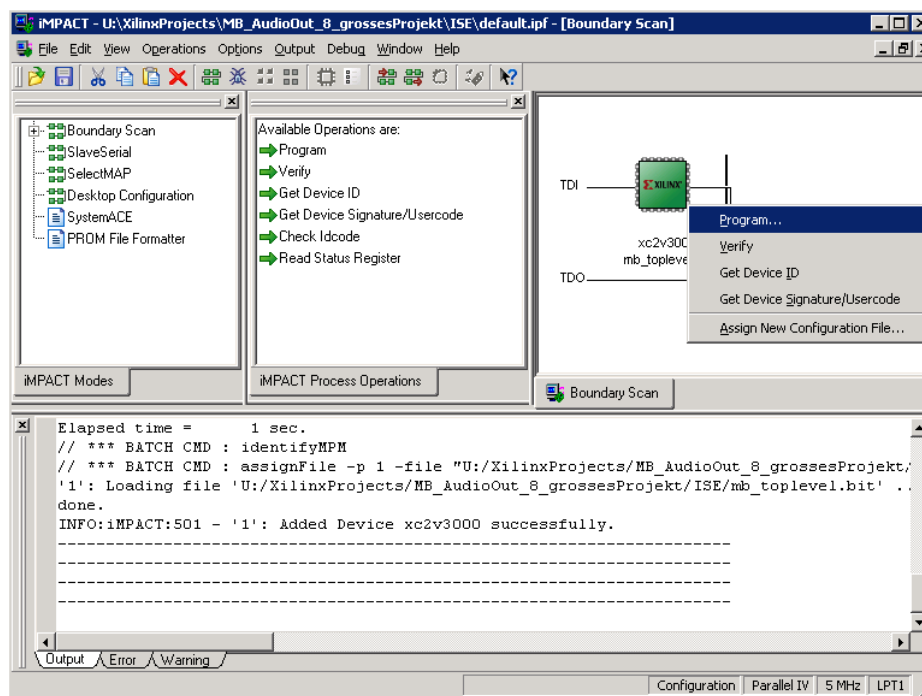 iMPACT - U:\XilinxProjects\MB_AudioOut_8_grossesProjekt\ISE\default.ipf - [Boundary Scan]
File Edit View Operations Options Output Debug Window Help
Boundary Scan
SlaveSerial
SelectMAP
Desktop Configuration
SystemACE
PROM File Formatter
iMPACT Modes
Available Operations are:
Program
Verify
Get Device ID
Get Device Signature/Usercode
Check Idcode
Read Status Register
iMPACT Process Operations
TDI
XILINX
xc2v300
mb_topleve
TDO
Program...
Verify
Get Device ID
Get Device Signature/Usercode
Assign New Configuration File...
Boundary Scan
Elapsed time = 1 sec.
// *** BATCH CMD : identifyMPM
// *** BATCH CMD : assignFile -p 1 -file "U:/XilinxProjects/MB_AudioOut_8_grossesProjekt/
'1': Loading file 'U:/XilinxProjects/MB_AudioOut_8_grossesProjekt/ISE/mb_toplevel.bit' ..
done.
INFO:iMPACT:501 - '1': Added Device xc2v3000 successfully.
----------------------------------------------------------------------
----------------------------------------------------------------------
----------------------------------------------------------------------
----------------------------------------------------------------------
Output Error Warning
Configuration Parallel IV 5 MHz LPT1